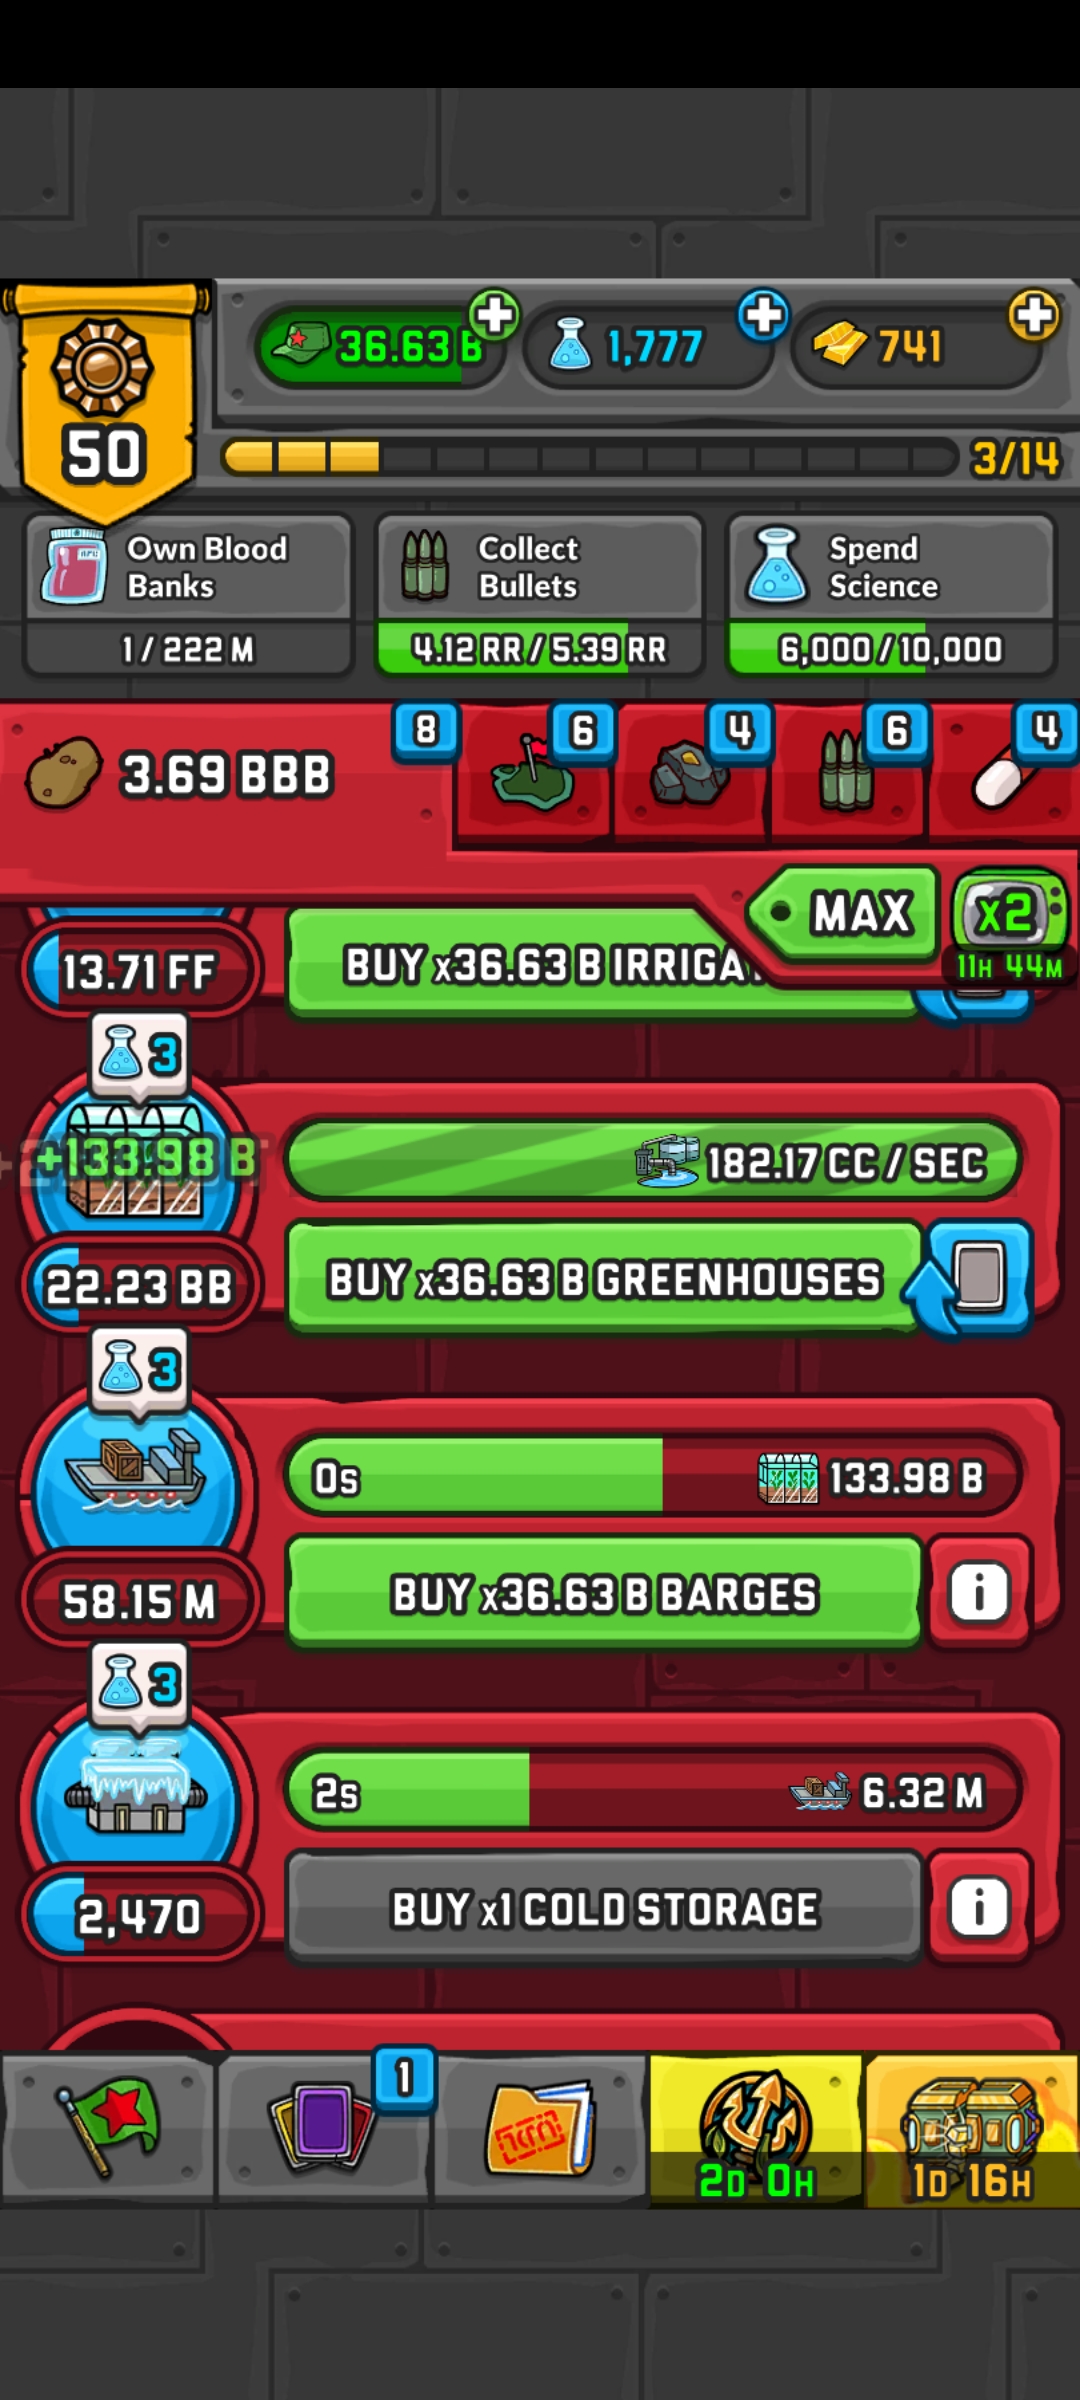 50
36.63 B
1,777
741
3/14
Own Blood
Banks
1 / 222 M
Collect
Bullets
4.12 RR / 5.39 RR
Spend
Science
6,000 / 10,000
3.69 BBB
8
6
4
6
4
MAX
x2
11H 44M
13.71 FF
BUY x36.63 B IRRIGA
3
+133.98 B
182.17 CC / SEC
22.23 BB
BUY x36.63 B GREENHOUSES
3
0s
133.98 B
58.15 M
BUY x36.63 B BARGES
i
3
2s
6.32 M
2,470
BUY x1 COLD STORAGE
i
1
2D 0H
1D 16H